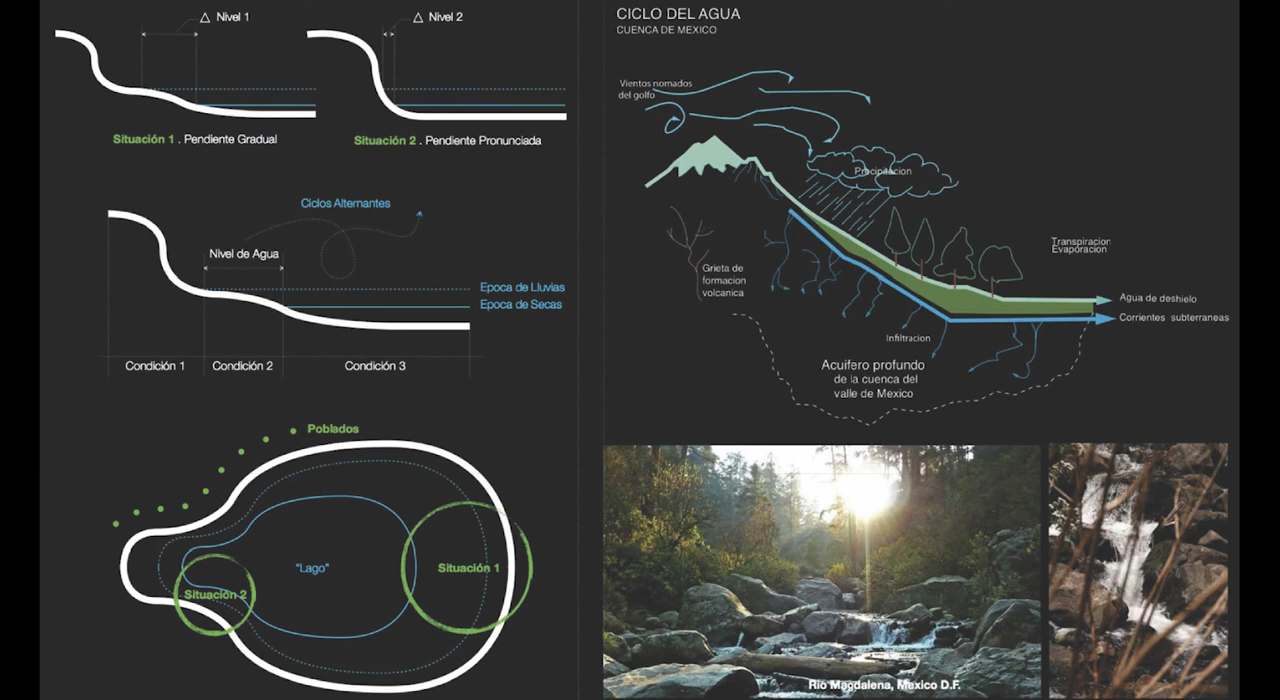 △ Nivel 1
△ Nivel 2
Situación 1 . Pendiente Gradual
Situación 2 . Pendiente Pronunciada
Ciclos Alternantes
Nivel de Agua
Epoca de Lluvias
Epoca de Secas
Condición 1
Condición 2
Condición 3
Poblados
"Lago"
Situación 1
Situación 2
CICLO DEL AGUA
CUENCA DE MEXICO
Vientos nomados
del golfo
Precipitacion
Transpiracion
Evaporacion
Grieta de
formacion
volcanica
Agua de deshielo
Corrientes subterraneas
Infiltracion
Acuifero profundo
de la cuenca del
valle de Mexico
Rio Magdalena, Mexico D.F.